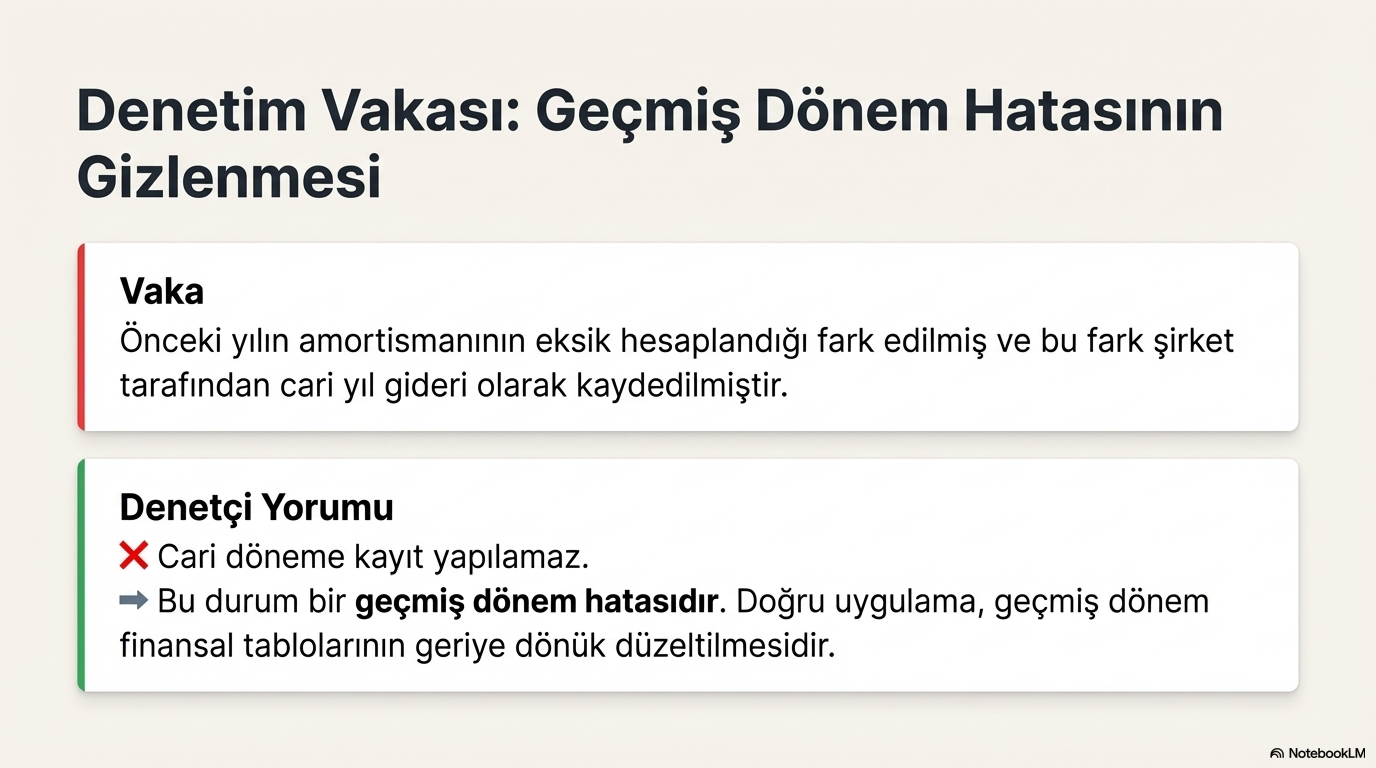 Denetim Vakası: Geçmiş Dönem Hatasının
Gizlenmesi
Vaka
Önceki yılın amortismanının eksik hesaplandığı fark edilmiş ve bu fark şirket
tarafından cari yıl gideri olarak kaydedilmiştir.
Denetçi Yorumu
❌ Cari döneme kayıt yapılamaz.
➡ Bu durum bir geçmiş dönem hatasıdır. Doğru uygulama, geçmiş dönem
finansal tablolarının geriye dönük düzeltilmesidir.
NotebookLM